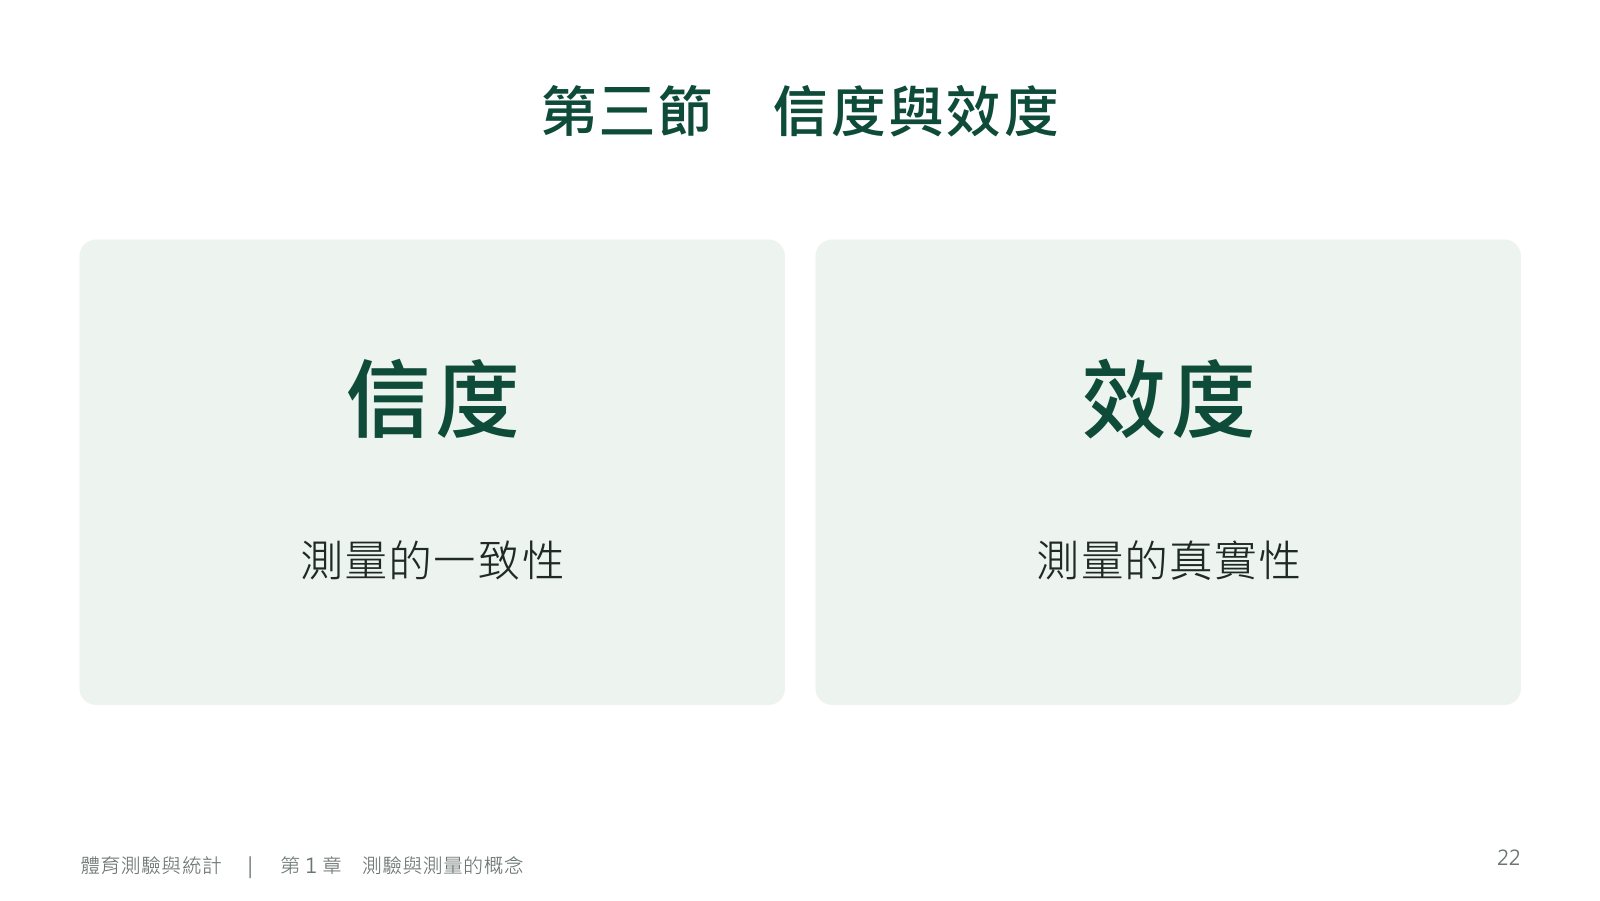 第三節　信度與效度
信度
測量的一致性
效度
測量的真實性
體育測驗與統計　|　第 1 章　測驗與測量的概念
22